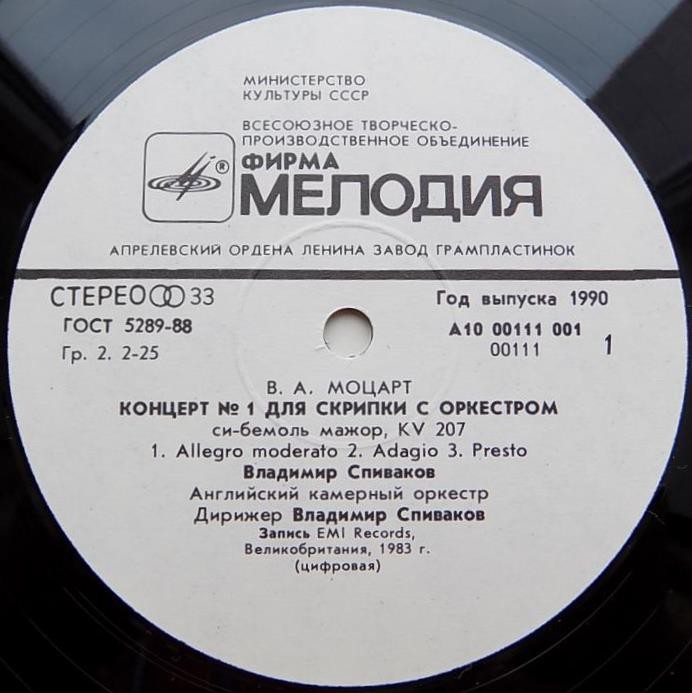 МИНИСТЕРСТВО
КУЛЬТУРЫ СССР
ВСЕСОЮЗНОЕ ТВОРЧЕСКО-
ПРОИЗВОДСТВЕННОЕ ОБЪЕДИНЕНИЕ
®
ФИРМА
МЕЛОДИЯ
АПРЕЛЕВСКИЙ ОРДЕНА ЛЕНИНА ЗАВОД ГРАМПЛАСТИНОК
СТЕРЕО 33
Год выпуска 1990
ГОСТ 5289-88
А10 00111 001
Гр. 2. 2-25
00111
1
В. А. МОЦАРТ
КОНЦЕРТ № 1 ДЛЯ СКРИПКИ С ОРКЕСТРОМ
си-бемоль мажор, KV 207
1. Allegro moderato 2. Adagio 3. Presto
Владимир Спиваков
Английский камерный оркестр
Дирижер Владимир Спиваков
Запись EMI Records,
Великобритания, 1983 г.
(цифровая)